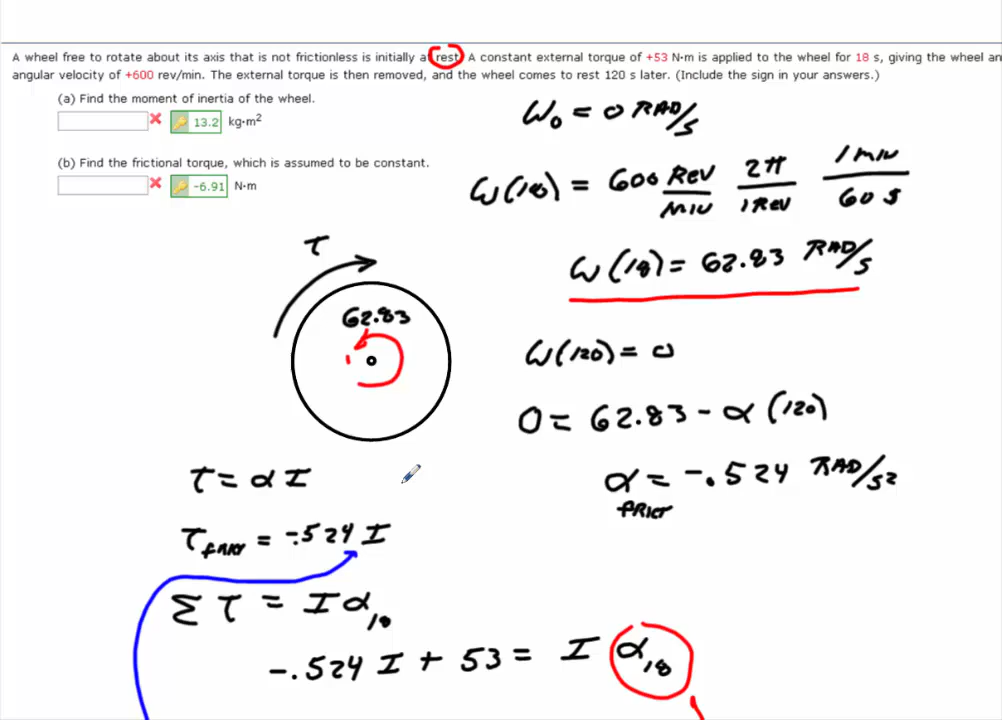 A wheel free to rotate about its axis that is not frictionless is initially at rest. A constant external torque of +53 N·m is applied to the wheel for 18 s, giving the wheel an
angular velocity of +600 rev/min. The external torque is then removed, and the wheel comes to rest 120 s later. (Include the sign in your answers.)
(a) Find the moment of inertia of the wheel.
13.2 kg·m²
(b) Find the frictional torque, which is assumed to be constant.
-6.91 N·m
ω₀ = 0 RAD/s
ω(18) = 600 Rev/MIN 2π/1 Rev 1 MIN/60 s
ω(18) = 62.83 RAD/s
τ
62.83
ω(120) = 0
0 = 62.83 - α(120)
α FRICT = -.524 RAD/s²
τ = αI
τ FRICT = -.524 I
Σ τ = I α₁₈
-.524 I + 53 = I α₁₈